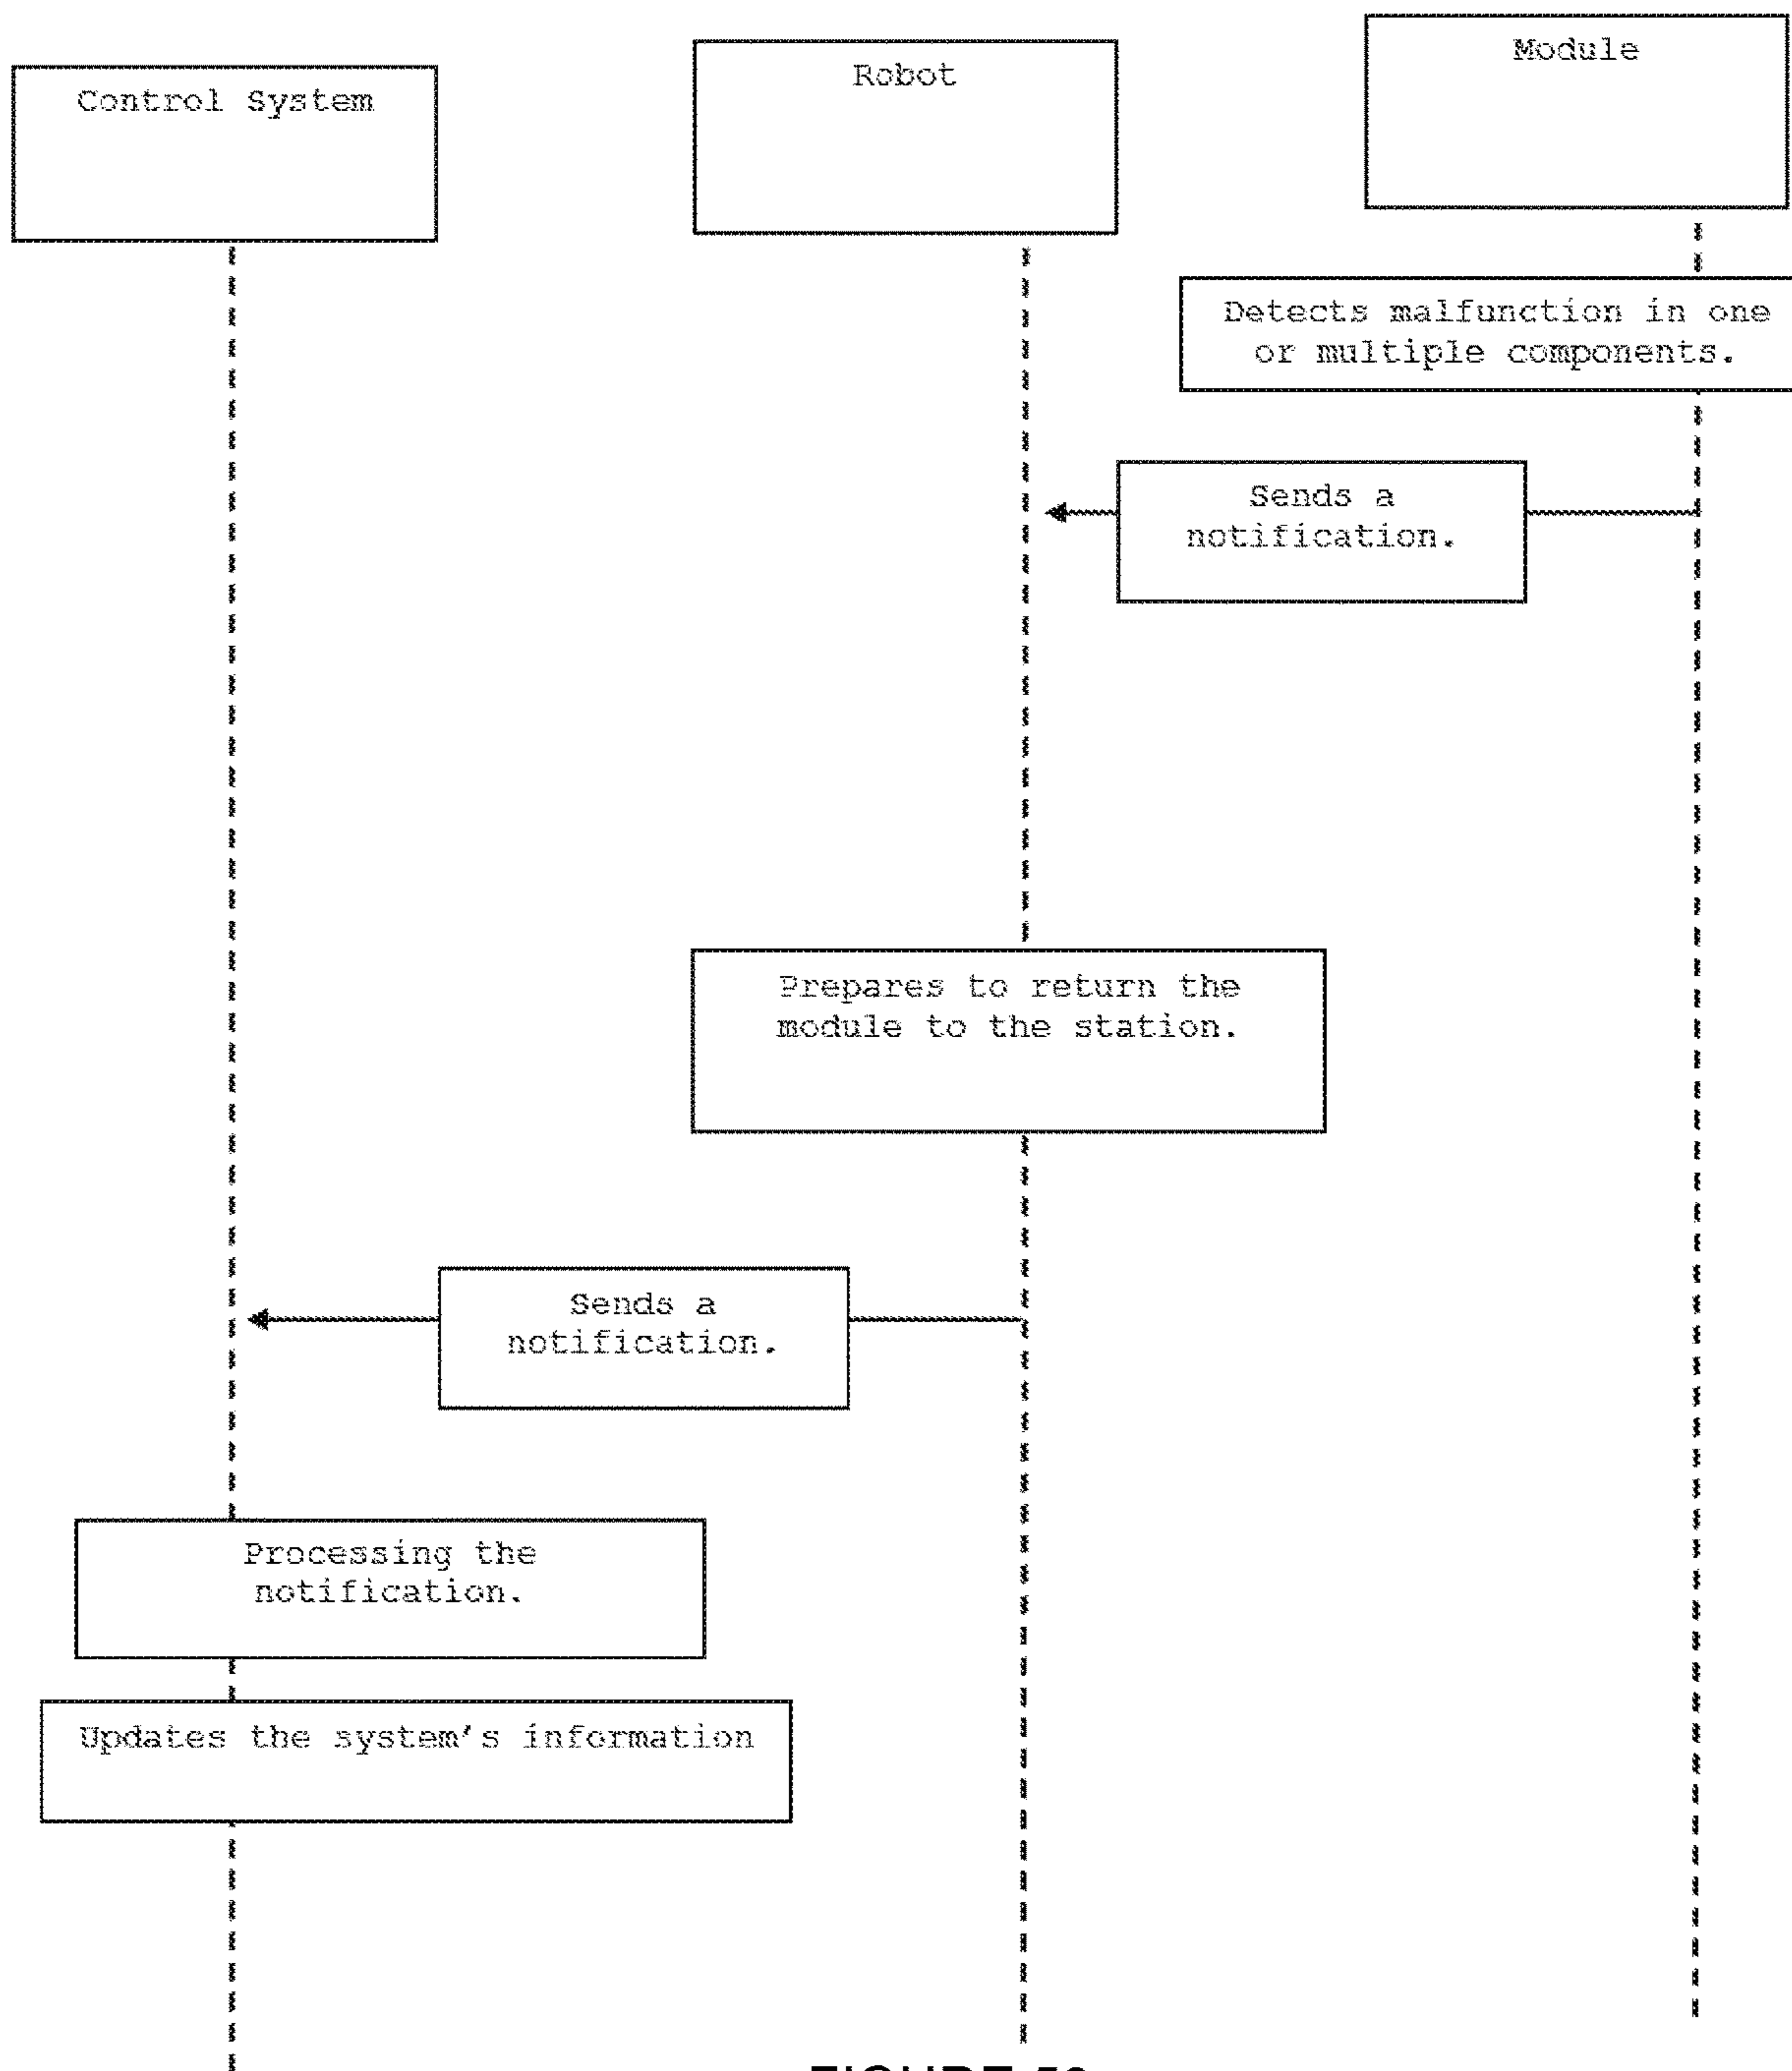 Control System
Robot
Module
Detects malfunction in one
or multiple components.
Sends a
notification.
Prepares to return the
module to the station.
Sends a
notification.
Processing the
notification.
Updates the system's information